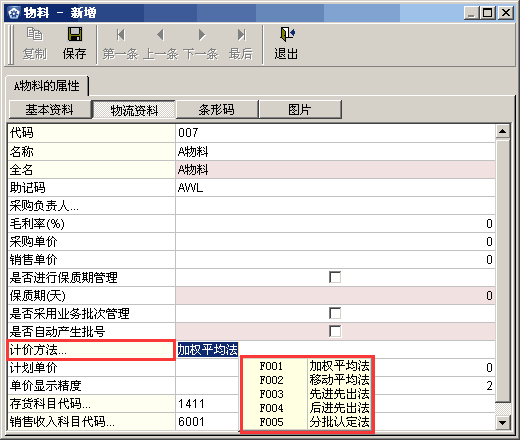 物料 - 新增
复制 保存 第一条 上一条 下一条 最后 退出
A物料的属性
基本资料 物流资料 条形码 图片
代码 007
名称 A物料
全名 A物料
助记码 AWL
采购负责人...
毛利率(%) 0
采购单价 0
销售单价 0
是否进行保质期管理
保质期(天) 0
是否采用业务批次管理
是否自动产生批号
计价方法... 加权平均法
计划单价 0
单价显示精度 2
存货科目代码... 1411
销售收入科目代码... 6001
F001 加权平均法
F002 移动平均法
F003 先进先出法
F004 后进先出法
F005 分批认定法